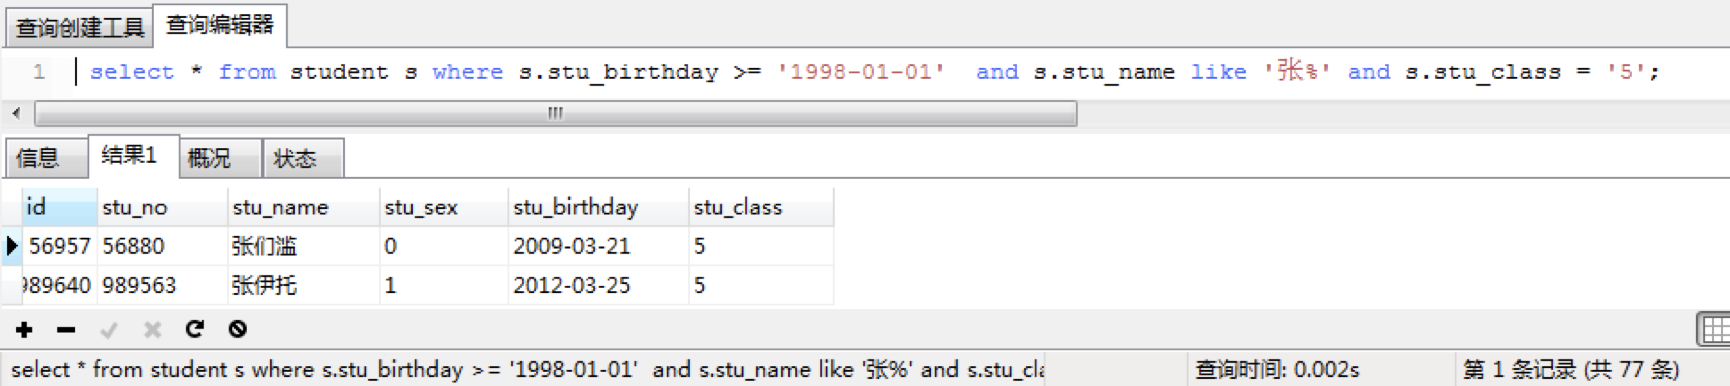 查询创建工具 查询编辑器
1 select * from student s where s.stu_birthday >= '1998-01-01'  and s.stu_name like '张%' and s.stu_class = '5';
信息 结果1 概况 状态
id stu_no stu_name stu_sex stu_birthday stu_class
56957 56880 张们滥 0 2009-03-21 5
989640 989563 张伊托 1 2012-03-25 5
select * from student s where s.stu_birthday >= '1998-01-01'  and s.stu_name like '张%' and s.stu_cla 查询时间: 0.002s 第 1 条记录 (共 77 条)